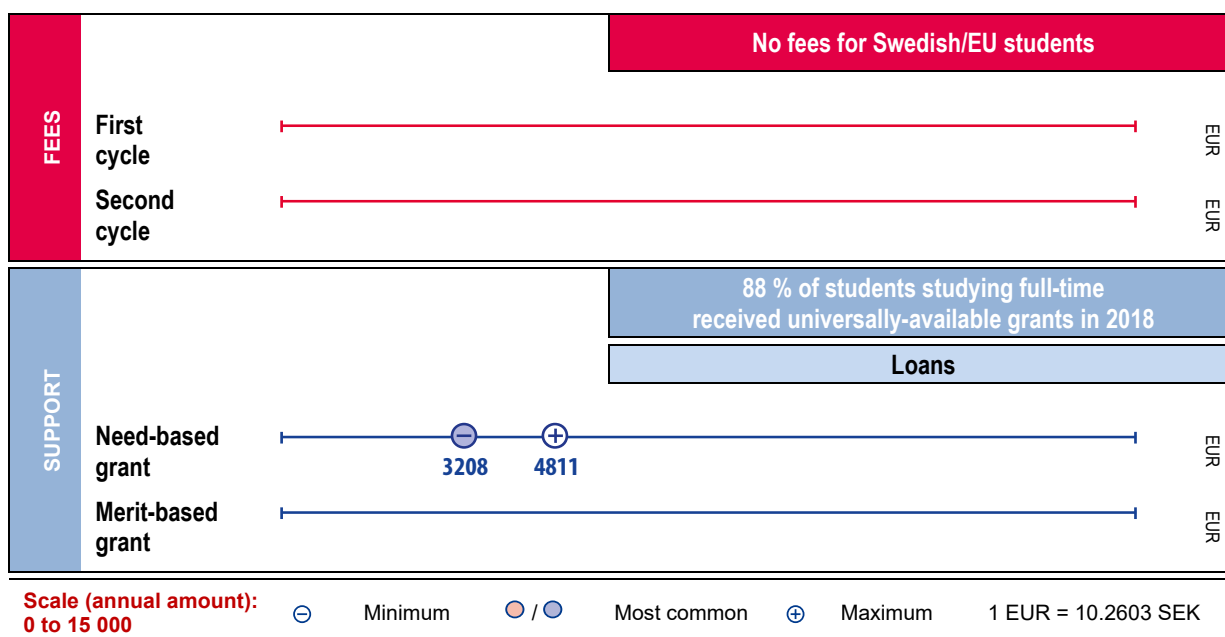 No fees for Swedish/EU students
FEES
First
cycle
EUR
Second
cycle
EUR
88 % of students studying full-time
received universally-available grants in 2018
Loans
SUPPORT
Need-based
grant
3208
4811
EUR
Merit-based
grant
EUR
Scale (annual amount):
0 to 15 000
Minimum
/
Most common
Maximum
1 EUR = 10.2603 SEK